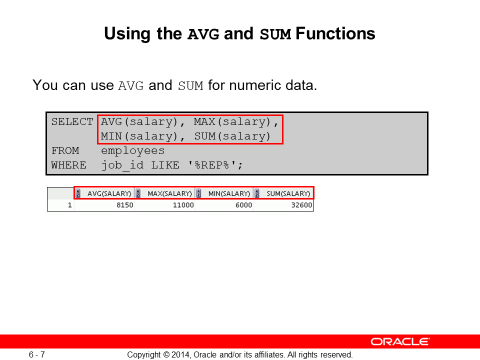 Using the AVG and SUM Functions
You can use AVG and SUM for numeric data.
SELECT AVG(salary), MAX(salary),
MIN(salary), SUM(salary)
FROM employees
WHERE job_id LIKE '%REP%';
AVG(SALARY) MAX(SALARY) MIN(SALARY) SUM(SALARY)
1 8150 11000 6000 32600
ORACLE
6 - 7 Copyright © 2014, Oracle and/or its affiliates. All rights reserved.